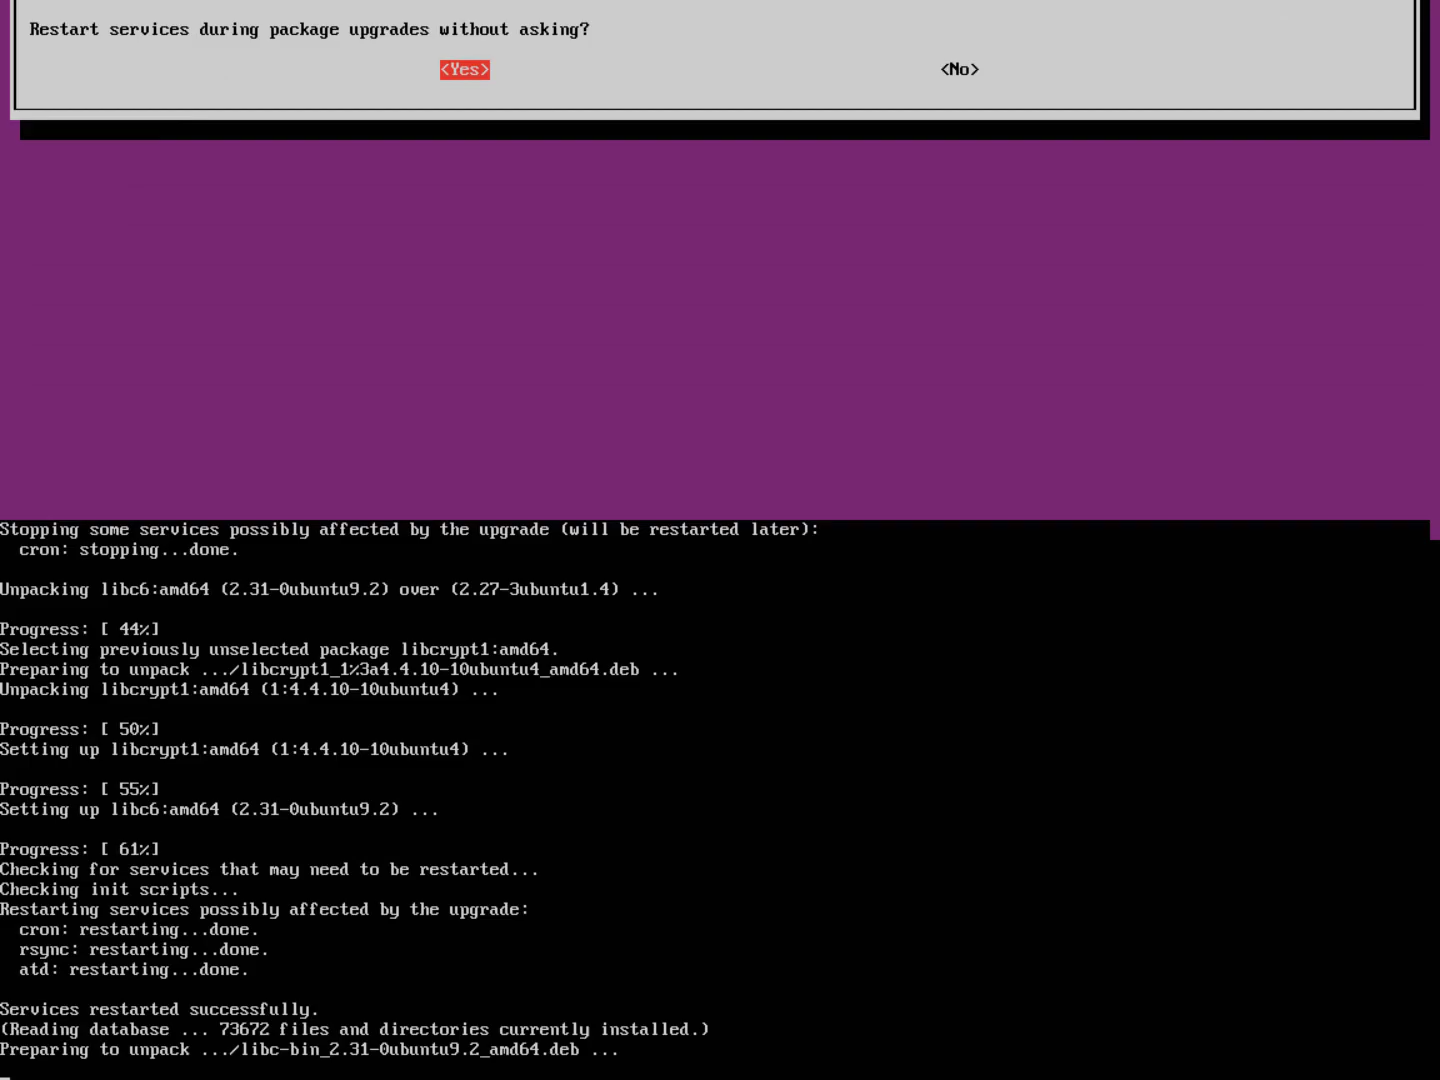 Restart services during package upgrades without asking?
<Yes> <No>
Stopping some services possibly affected by the upgrade (will be restarted later):
cron: stopping...done.
Unpacking libc6:amd64 (2.31-0ubuntu9.2) over (2.27-3ubuntu1.4) ...
Progress: [ 44%]
Selecting previously unselected package libcrypt1:amd64.
Preparing to unpack .../libcrypt1_1%3a4.4.10-10ubuntu4_amd64.deb ...
Unpacking libcrypt1:amd64 (1:4.4.10-10ubuntu4) ...
Progress: [ 50%]
Setting up libcrypt1:amd64 (1:4.4.10-10ubuntu4) ...
Progress: [ 55%]
Setting up libc6:amd64 (2.31-0ubuntu9.2) ...
Progress: [ 61%]
Checking for services that may need to be restarted...
Checking init scripts...
Restarting services possibly affected by the upgrade:
cron: restarting...done.
rsync: restarting...done.
atd: restarting...done.
Services restarted successfully.
(Reading database ... 73672 files and directories currently installed.)
Preparing to unpack .../libc-bin_2.31-0ubuntu9.2_amd64.deb ...